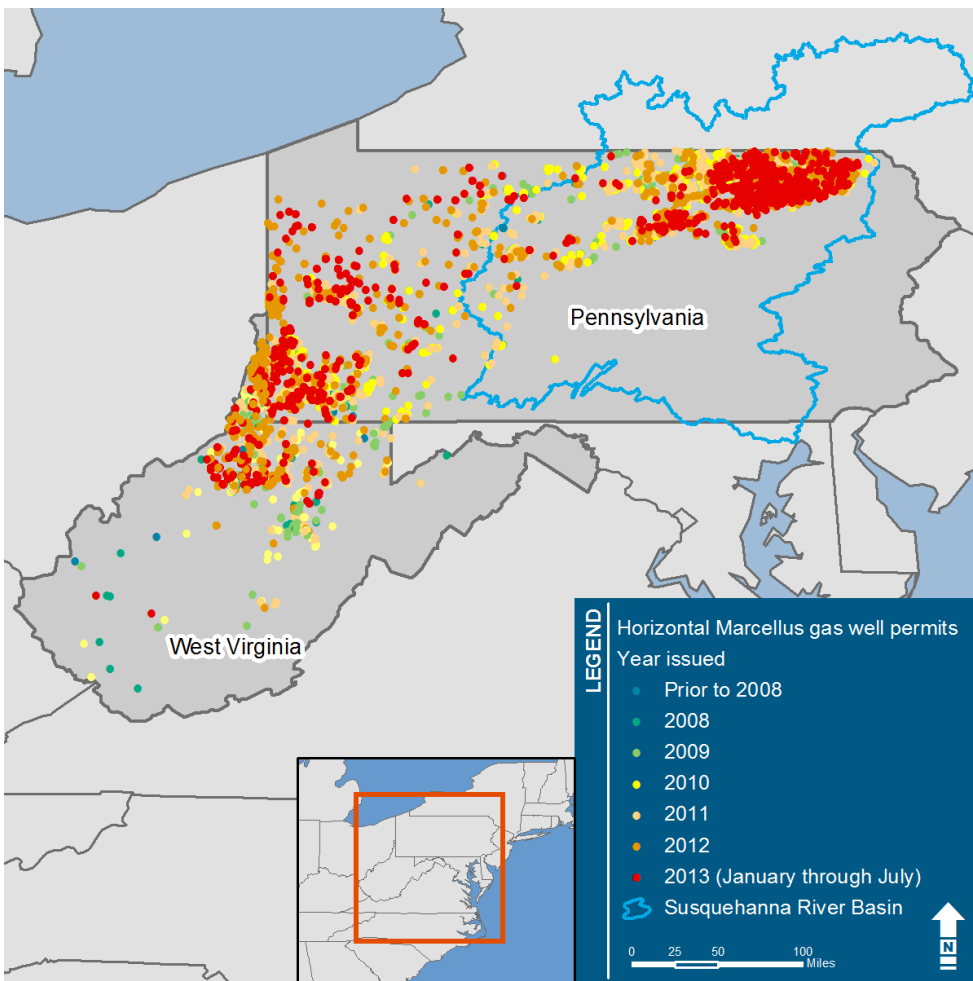 Pennsylvania
West Virginia
LEGEND
Horizontal Marcellus gas well permits
Year issued
Prior to 2008
2008
2009
2010
2011
2012
2013 (January through July)
Susquehanna River Basin
N
0 25 50 100
Miles